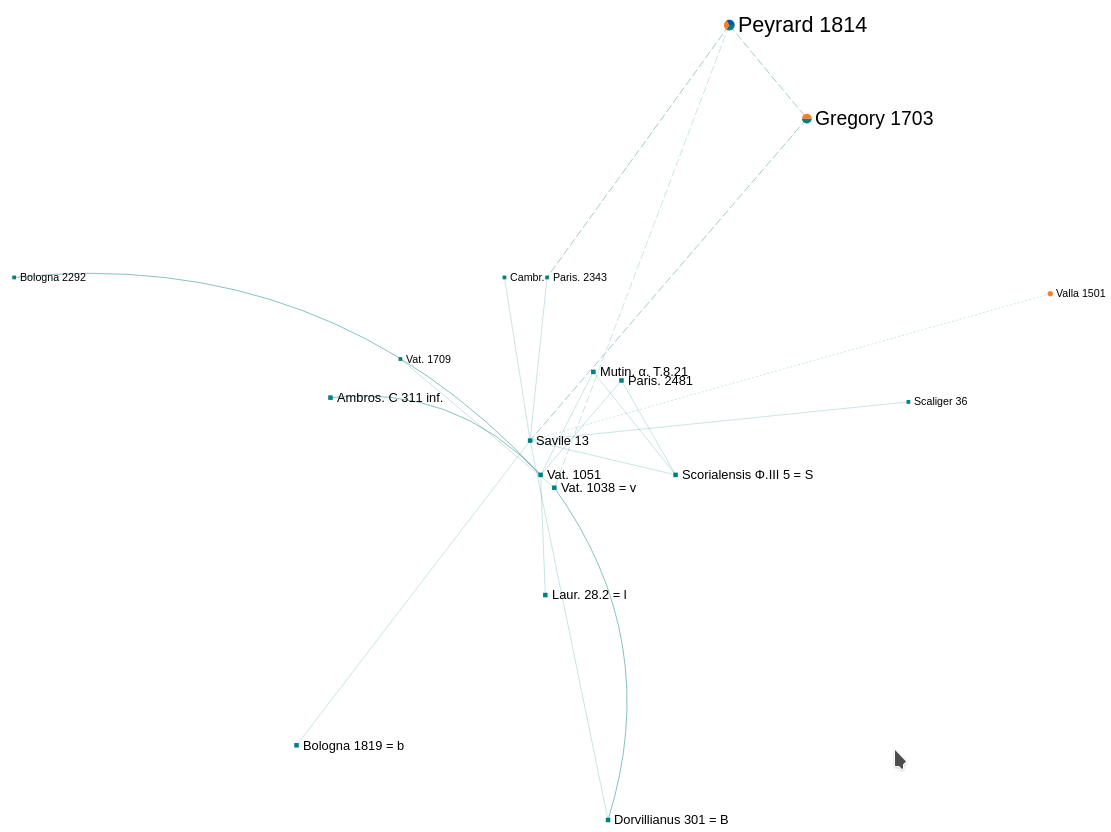 Peyrard 1814
Gregory 1703
Bologna 2292
Cambr.
Paris. 2343
Valla 1501
Vat. 1709
Mutin. α. T.8.21
Paris. 2481
Ambros. C 311 inf.
Scaliger 36
Savile 13
Vat. 1051
Scorialensis Φ.III 5 = S
Vat. 1038 = v
Laur. 28.2 = l
Bologna 1819 = b
Dorvillianus 301 = B